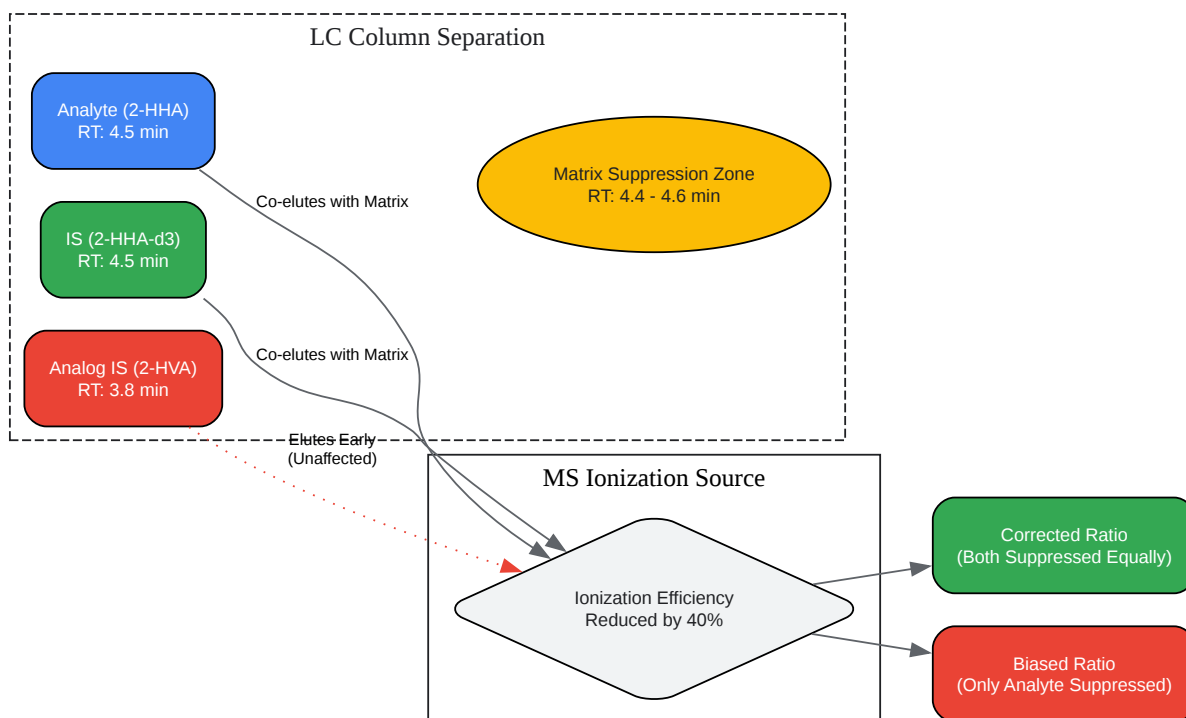 LC Column Separation
Analyte (2-HHA)
RT: 4.5 min
Matrix Suppression Zone
RT: 4.4 - 4.6 min
Co-elutes with Matrix
IS (2-HHA-d3)
RT: 4.5 min
Co-elutes with Matrix
Analog IS (2-HVA)
RT: 3.8 min
Elutes Early
(Unaffected)
MS Ionization Source
Ionization Efficiency
Reduced by 40%
Corrected Ratio
(Both Suppressed Equally)
Biased Ratio
(Only Analyte Suppressed)